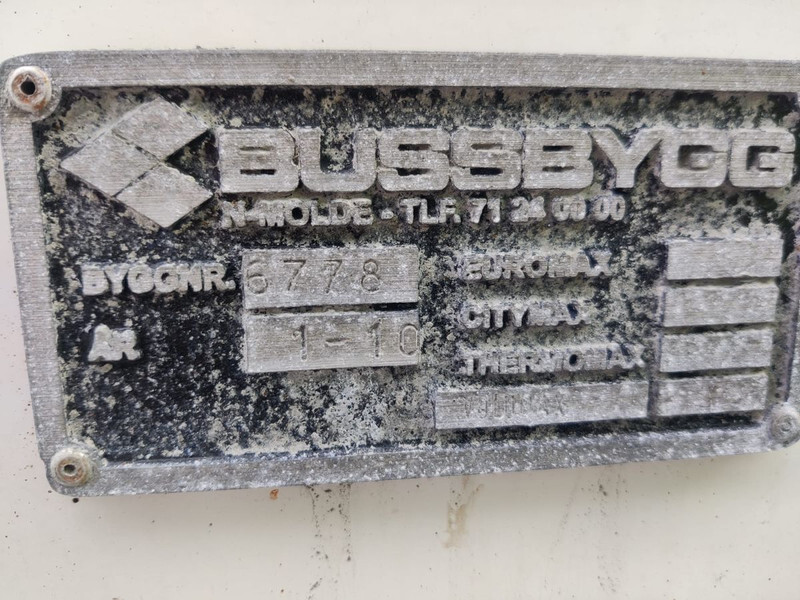 BUSSBYGG
N-MOLDE - TLF. 71 24 00 00
BYGGNR. 6778
ÅR 1-10
EUROMAX
CITYMAX
THERMOMAX